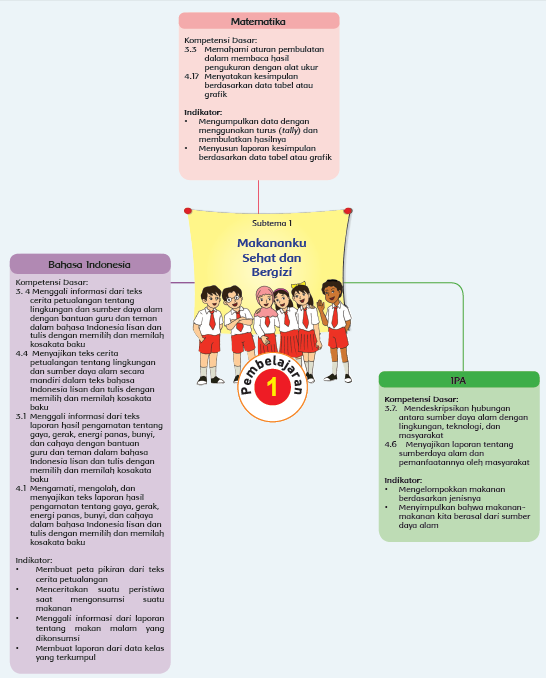 Matematika
Kompetensi Dasar:
3.3 Memahami aturan pembulatan
dalam membaca hasil
pengukuran dengan alat ukur
4.17 Menyatakan kesimpulan
berdasarkan data tabel atau
grafik
Indikator:
• Mengumpulkan data dengan
menggunakan turus (tally) dan
membulatkan hasilnya
• Menyusun laporan kesimpulan
berdasarkan data tabel atau grafik
Subtema 1
Makananku
Sehat dan
Bergizi
Pembelajaran
1
Bahasa Indonesia
Kompetensi Dasar:
3. 4 Menggali informasi dari teks
cerita petualangan tentang
lingkungan dan sumber daya alam
dengan bantuan guru dan teman
dalam bahasa Indonesia lisan dan
tulis dengan memilih dan memilah
kosakata baku
4.4 Menyajikan teks cerita
petualangan tentang lingkungan
dan sumber daya alam secara
mandiri dalam teks bahasa
Indonesia lisan dan tulis dengan
memilih dan memilah kosakata
baku
3.1 Menggali informasi dari teks
laporan hasil pengamatan tentang
gaya, gerak, energi panas, bunyi,
dan cahaya dengan bantuan
guru dan teman dalam bahasa
Indonesia lisan dan tulis dengan
memilih dan memilah kosakata
baku
4.1 Mengamati, mengolah, dan
menyajikan teks laporan hasil
pengamatan tentang gaya, gerak,
energi panas, bunyi, dan cahaya
dalam bahasa Indonesia lisan dan
tulis dengan memilih dan memilah
kosakata baku
Indikator:
• Membuat peta pikiran dari teks
cerita petualangan
• Menceritakan suatu peristiwa
saat mengonsumsi suatu
makanan
• Menggali informasi dari laporan
tentang makan malam yang
dikonsumsi
• Membuat laporan dari data kelas
yang terkumpul
IPA
Kompetensi Dasar:
3.7. Mendeskripsikan hubungan
antara sumber daya alam dengan
lingkungan, teknologi, dan
masyarakat
4.6 Menyajikan laporan tentang
sumberdaya alam dan
pemanfaatannya oleh masyarakat
Indikator:
• Mengelompokkan makanan
berdasarkan jenisnya
• Menyimpulkan bahwa makanan-
makanan kita berasal dari sumber
daya alam